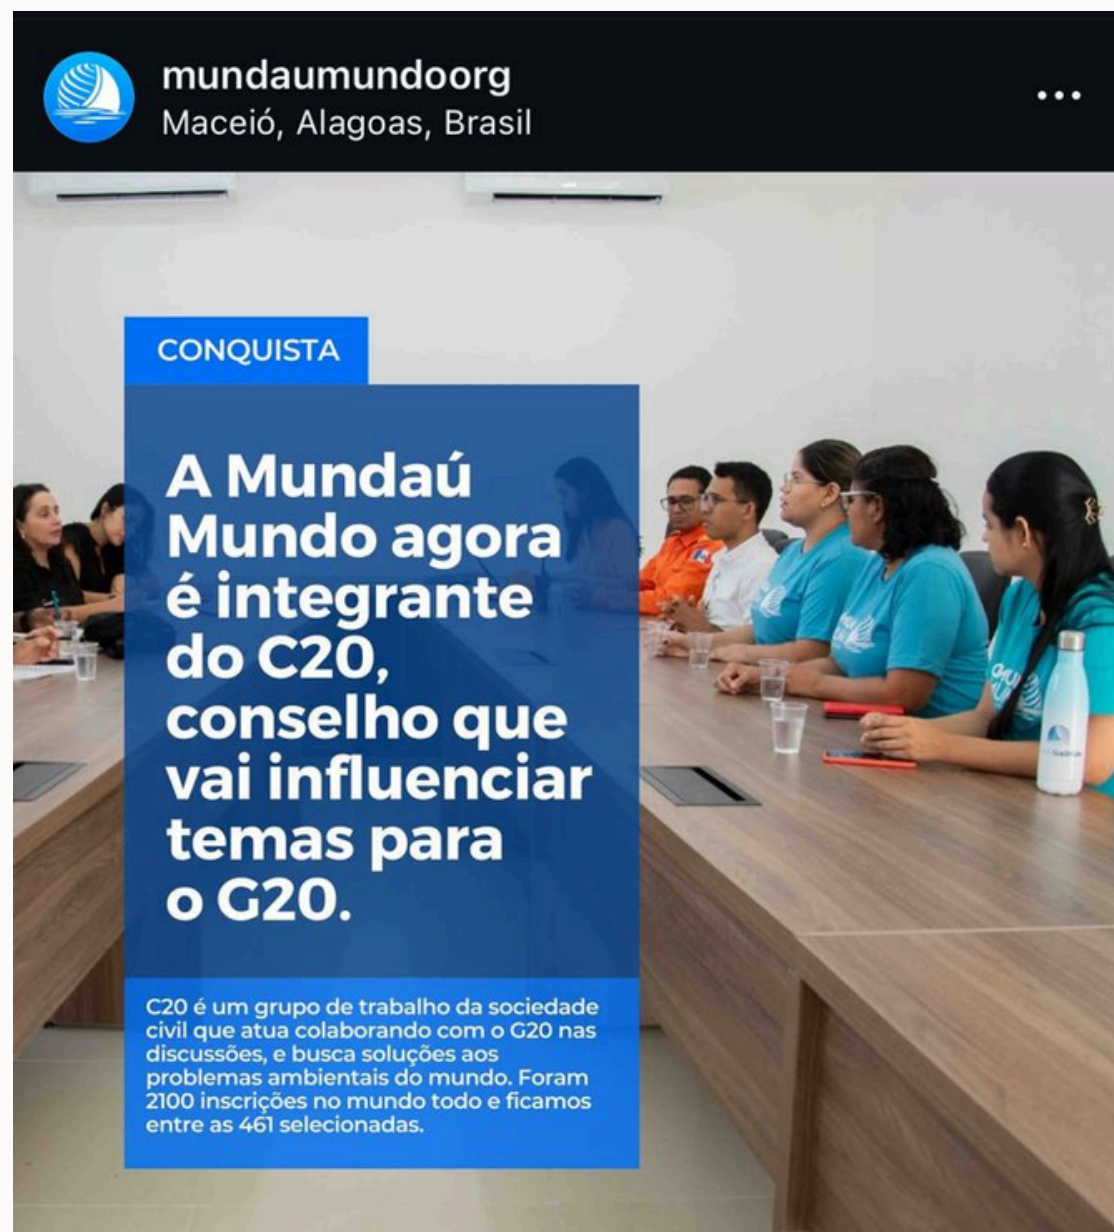 mundaumundoorg
Maceió, Alagoas, Brasil
CONQUISTA
A Mundaú
Mundo agora
é integrante
do C20,
conselho que
vai influenciar
temas para
o G20.
C20 é um grupo de trabalho da sociedade
civil que atua colaborando com o G20 nas
discussões, e busca soluções aos
problemas ambientais do mundo. Foram
2100 inscrições no mundo todo e ficamos
entre as 461 selecionadas.